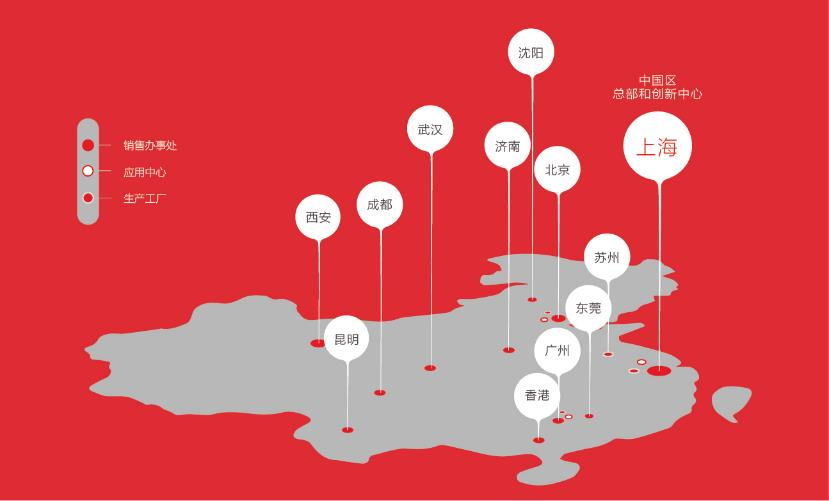 沈阳
中国区
总部和创新中心
武汉
上海
济南
销售办事处
北京
应用中心
生产工厂
成都
西安
苏州
东莞
昆明
广州
香港